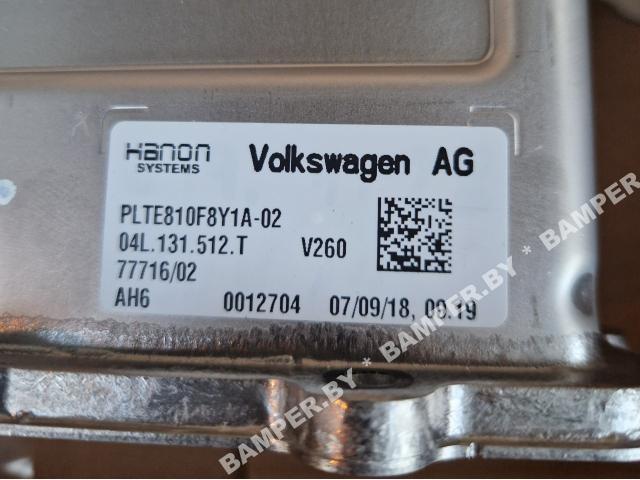 Hanon
SYSTEMS
Volkswagen AG
PLTE810F8Y1A-02
04L.131.512.T V260
77716/02
AH6 0012704 07/09/18, 09.19
BAMPER.BY * BAMPER.BY * BAMPER.BY